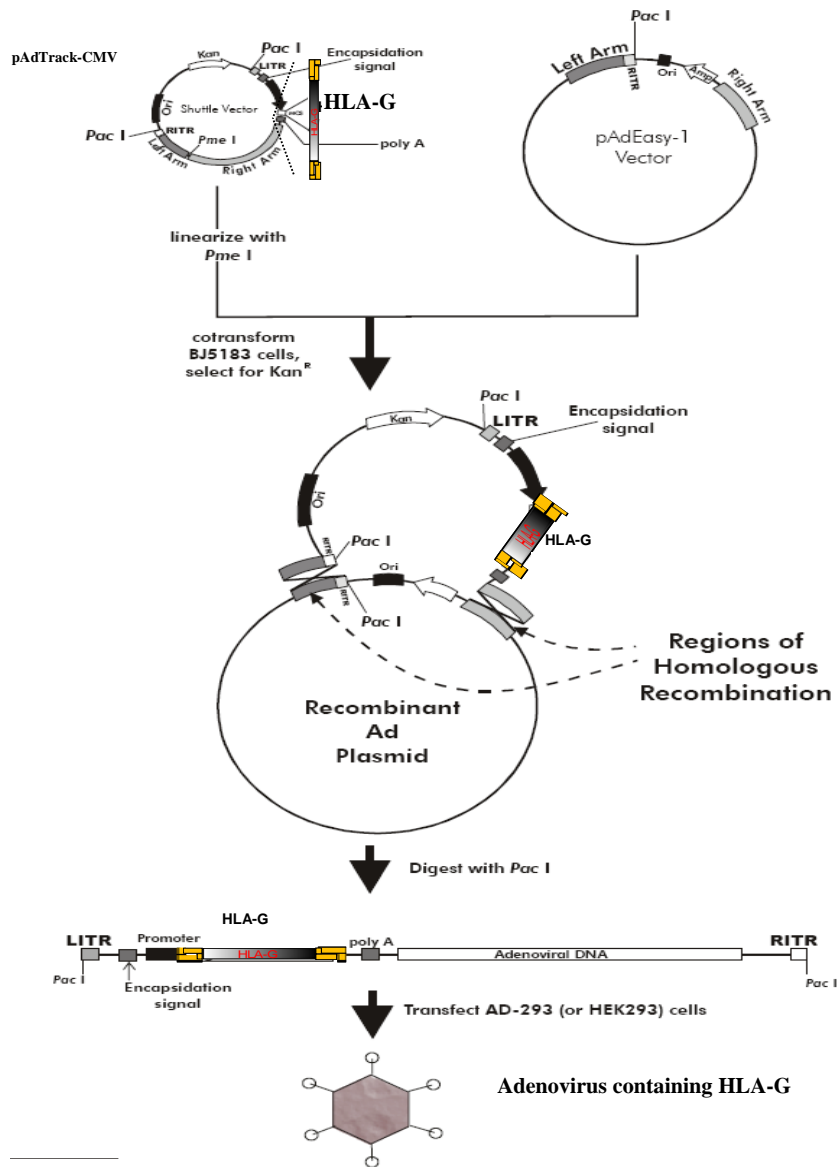 pAdTrack-CMV
Kan
Pac I
LITR
Encapsidation
signal
HLA-G
HLA-G
Ori
Shuttle Vector
MCS
Pac I
RITR
Pme I
Left Arm
Right Arm
poly A
Pac I
Left Arm
RITR
Ori
Amp
Right Arm
pAdEasy-1
Vector
linearize with
Pme I
cotransform
BJ5183 cells,
select for Kan^R
Pac I
LITR
Encapsidation
signal
Kan
Ori
HLA-G
RITR
Pac I
Ori
RITR
Pac I
Regions of
Homologous
Recombination
Recombinant
Ad
Plasmid
Digest with Pac I
HLA-G
LITR
Promoter
HLA-G
poly A
Adenoviral DNA
RITR
Pac I
Encapsidation
signal
Pac I
Transfect AD-293 (or HEK293) cells
Adenovirus containing HLA-G